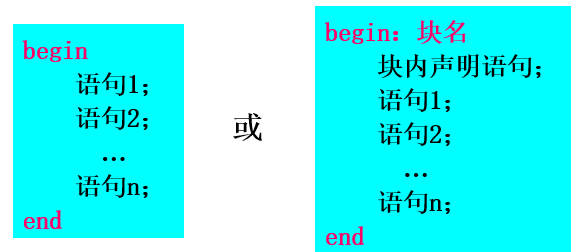 begin
语句1；
语句2；
…
语句n；
end
或
begin：块名
块内声明语句；
语句1；
语句2；
…
语句n；
end